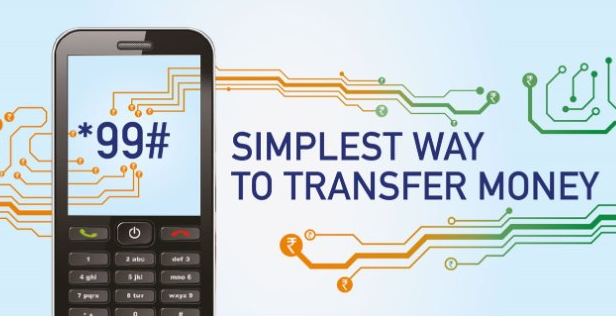 *99#
SIMPLEST WAY
TO TRANSFER MONEY
1
2 abc
def 3
4 ghi
5 jkl
mno 6
7 pqrs
8 tuv
wxyz 9